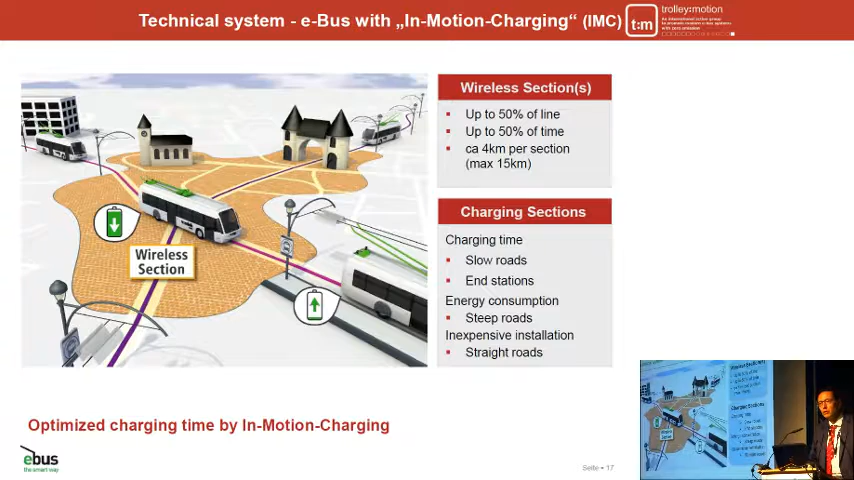 Technical system - e-Bus with „In-Motion-Charging“ (IMC)
t:m
trolley:motion
Wireless Section(s)
▪ Up to 50% of line
▪ Up to 50% of time
▪ ca 4km per section
(max 15km)
Charging Sections
Charging time
▪ Slow roads
▪ End stations
Energy consumption
▪ Steep roads
Inexpensive installation
▪ Straight roads
Wireless
Section
Optimized charging time by In-Motion-Charging
ebus
the smart way
Seite ▪ 17